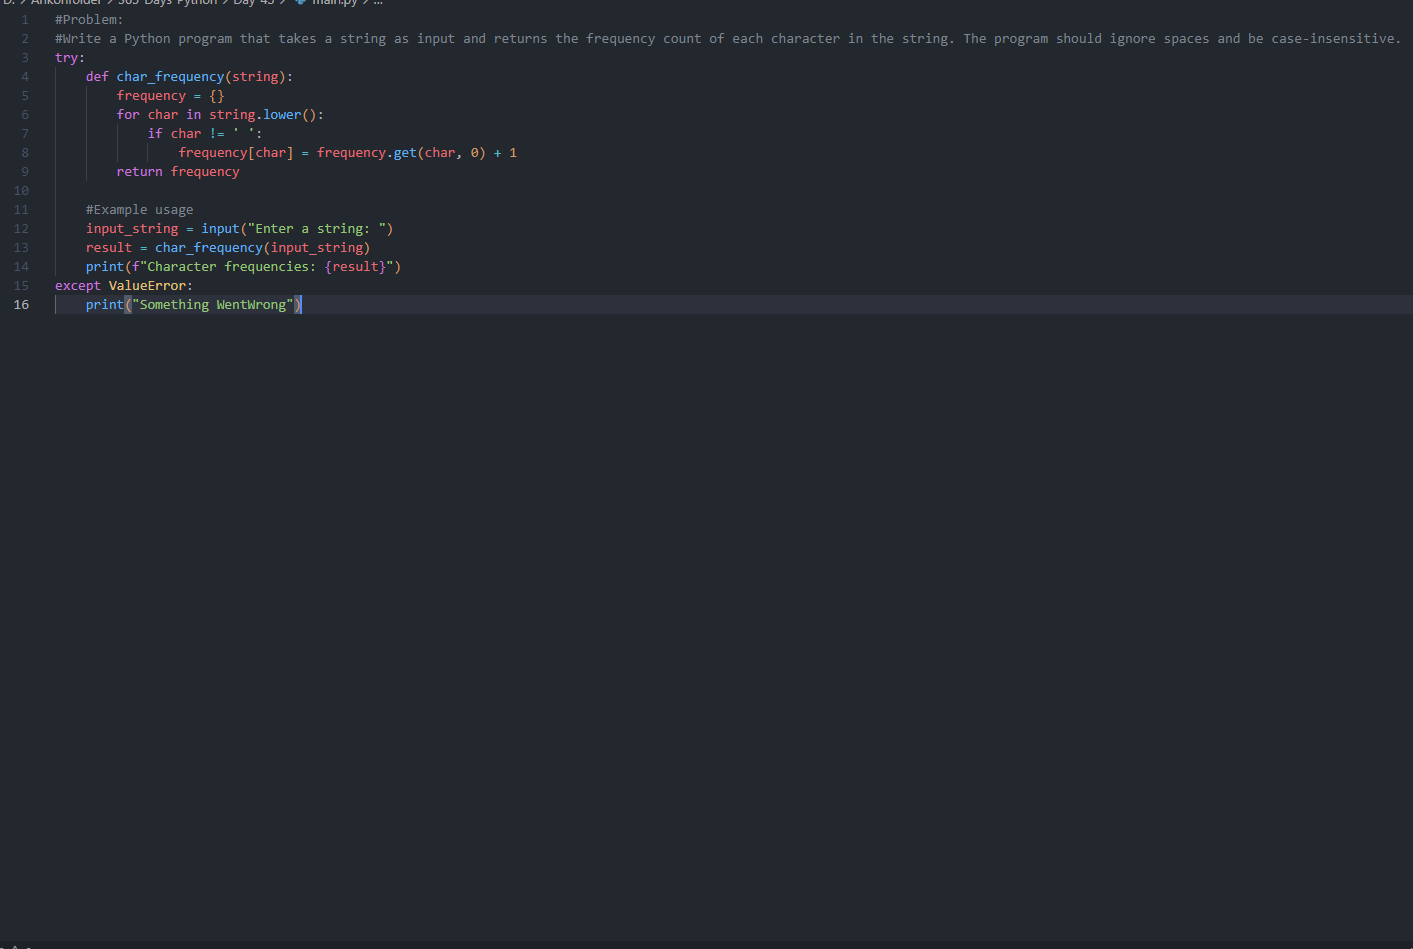 D: > Ankonfolder > 365 Days Python > Day 45 > main.py > ...
1 #Problem:
2 #Write a Python program that takes a string as input and returns the frequency count of each character in the string. The program should ignore spaces and be case-insensitive.
3 try:
4     def char_frequency(string):
5         frequency = {}
6         for char in string.lower():
7             if char != ' ':
8                 frequency[char] = frequency.get(char, 0) + 1
9         return frequency
10
11     #Example usage
12     input_string = input("Enter a string: ")
13     result = char_frequency(input_string)
14     print(f"Character frequencies: {result}")
15 except ValueError:
16     print("Something WentWrong")